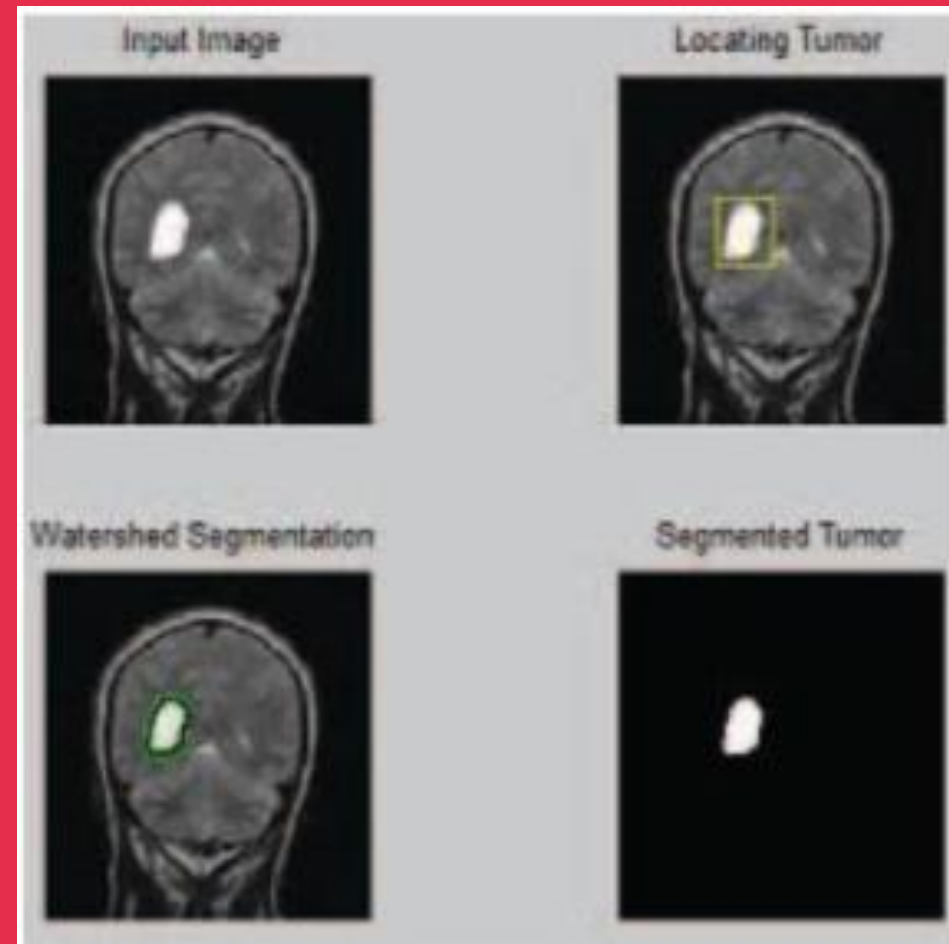 Input Image
Locating Tumor
Watershed Segmentation
Segmented Tumor